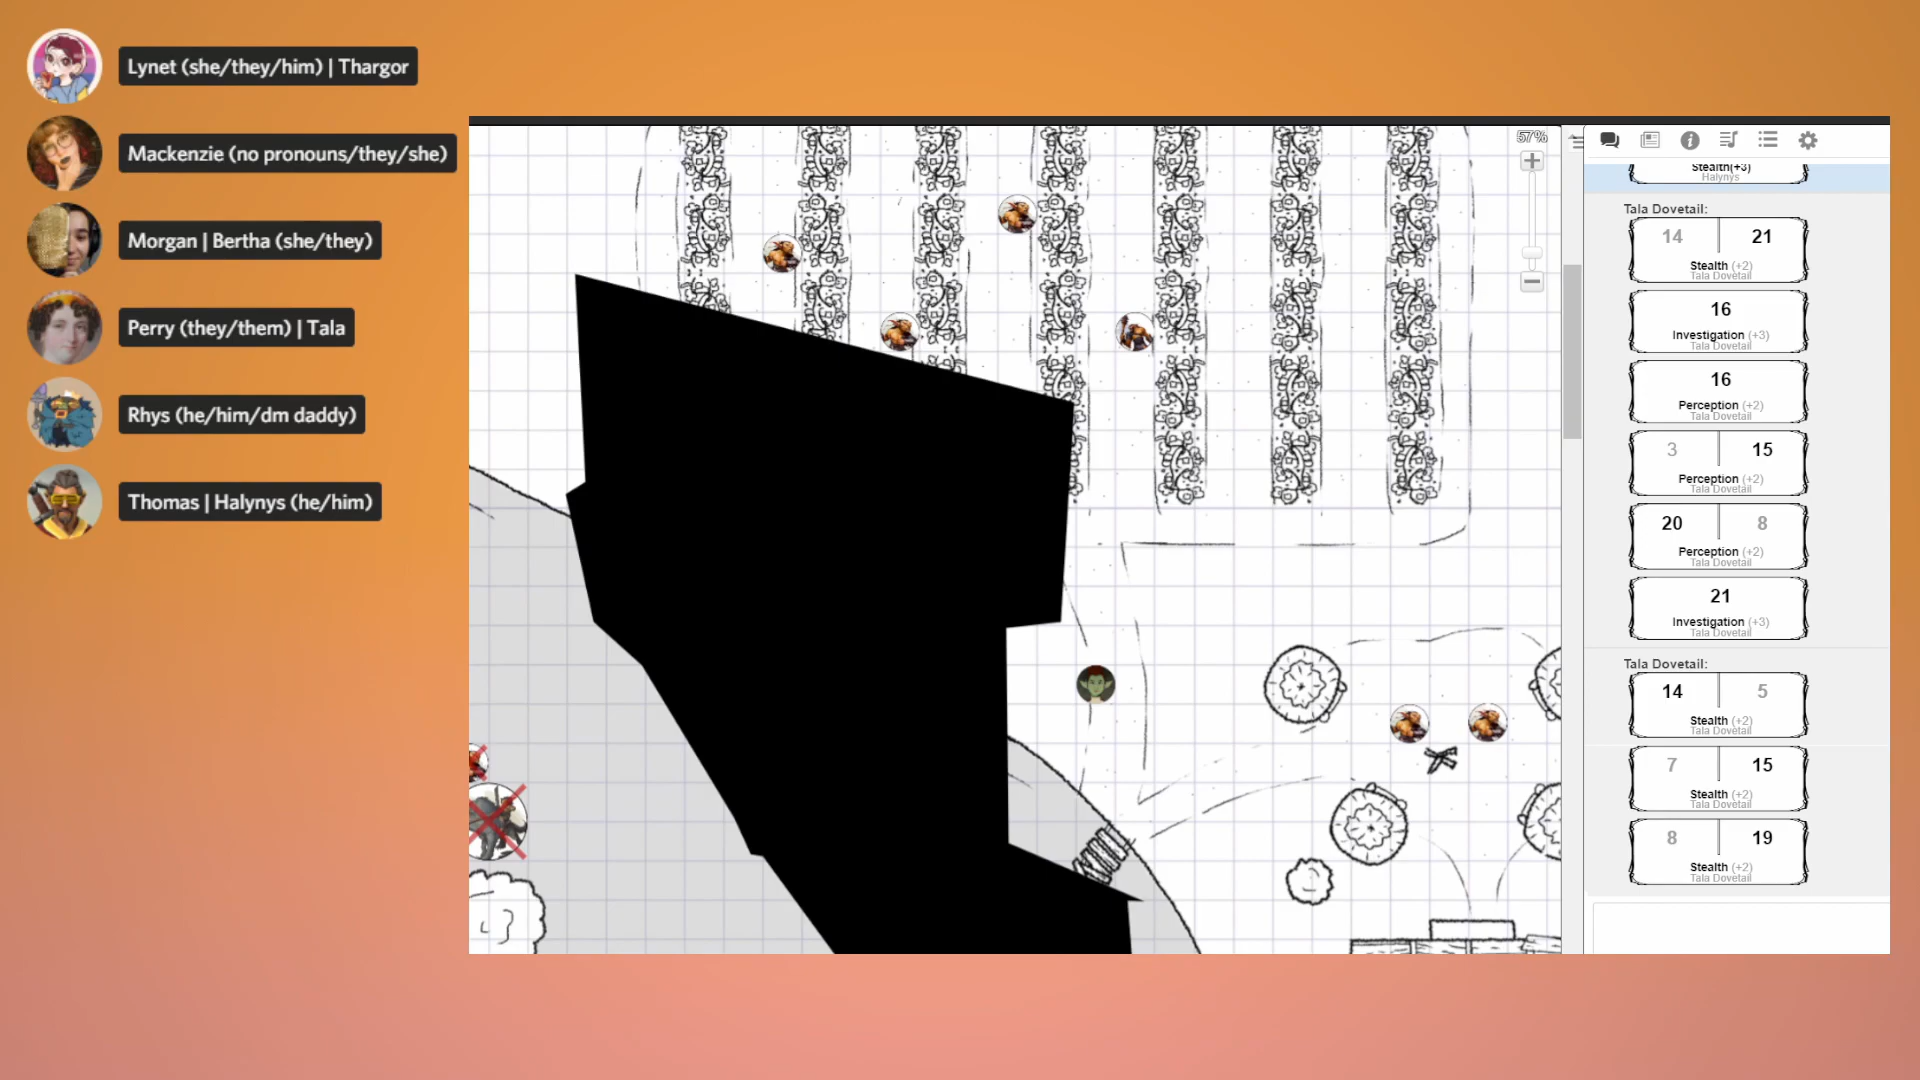 Lynet (she/they/him) | Thargor
Mackenzie (no pronouns/they/she)
Morgan | Bertha (she/they)
Perry (they/them) | Tala
Rhys (he/him/dm daddy)
Thomas | Halynys (he/him)
57%
Stealth(+3)
Halynys
Tala Dovetail:
14 21
Stealth (+2)
Tala Dovetail
16
Investigation (+3)
Tala Dovetail
16
Perception (+2)
Tala Dovetail
3 15
Perception (+2)
Tala Dovetail
20 8
Perception (+2)
Tala Dovetail
21
Investigation (+3)
Tala Dovetail
Tala Dovetail:
14 5
Stealth (+2)
Tala Dovetail
7 15
Stealth (+2)
Tala Dovetail
8 19
Stealth (+2)
Tala Dovetail